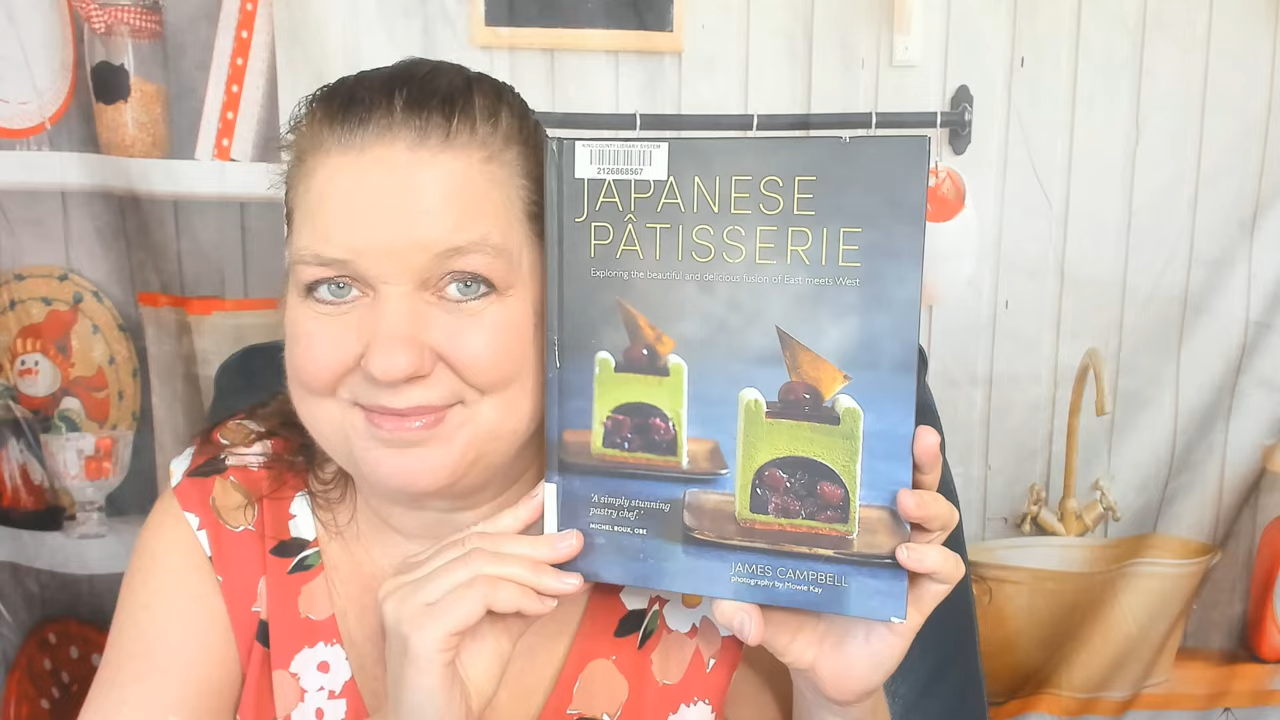 KING COUNTY LIBRARY SYSTEM
2126868567
JAPANESE
PÂTISSERIE
Exploring the beautiful and delicious fusion of East meets West
'A simply stunning
pastry chef.'
MICHEL ROUX, OBE
JAMES CAMPBELL
photography by Mowie Kay